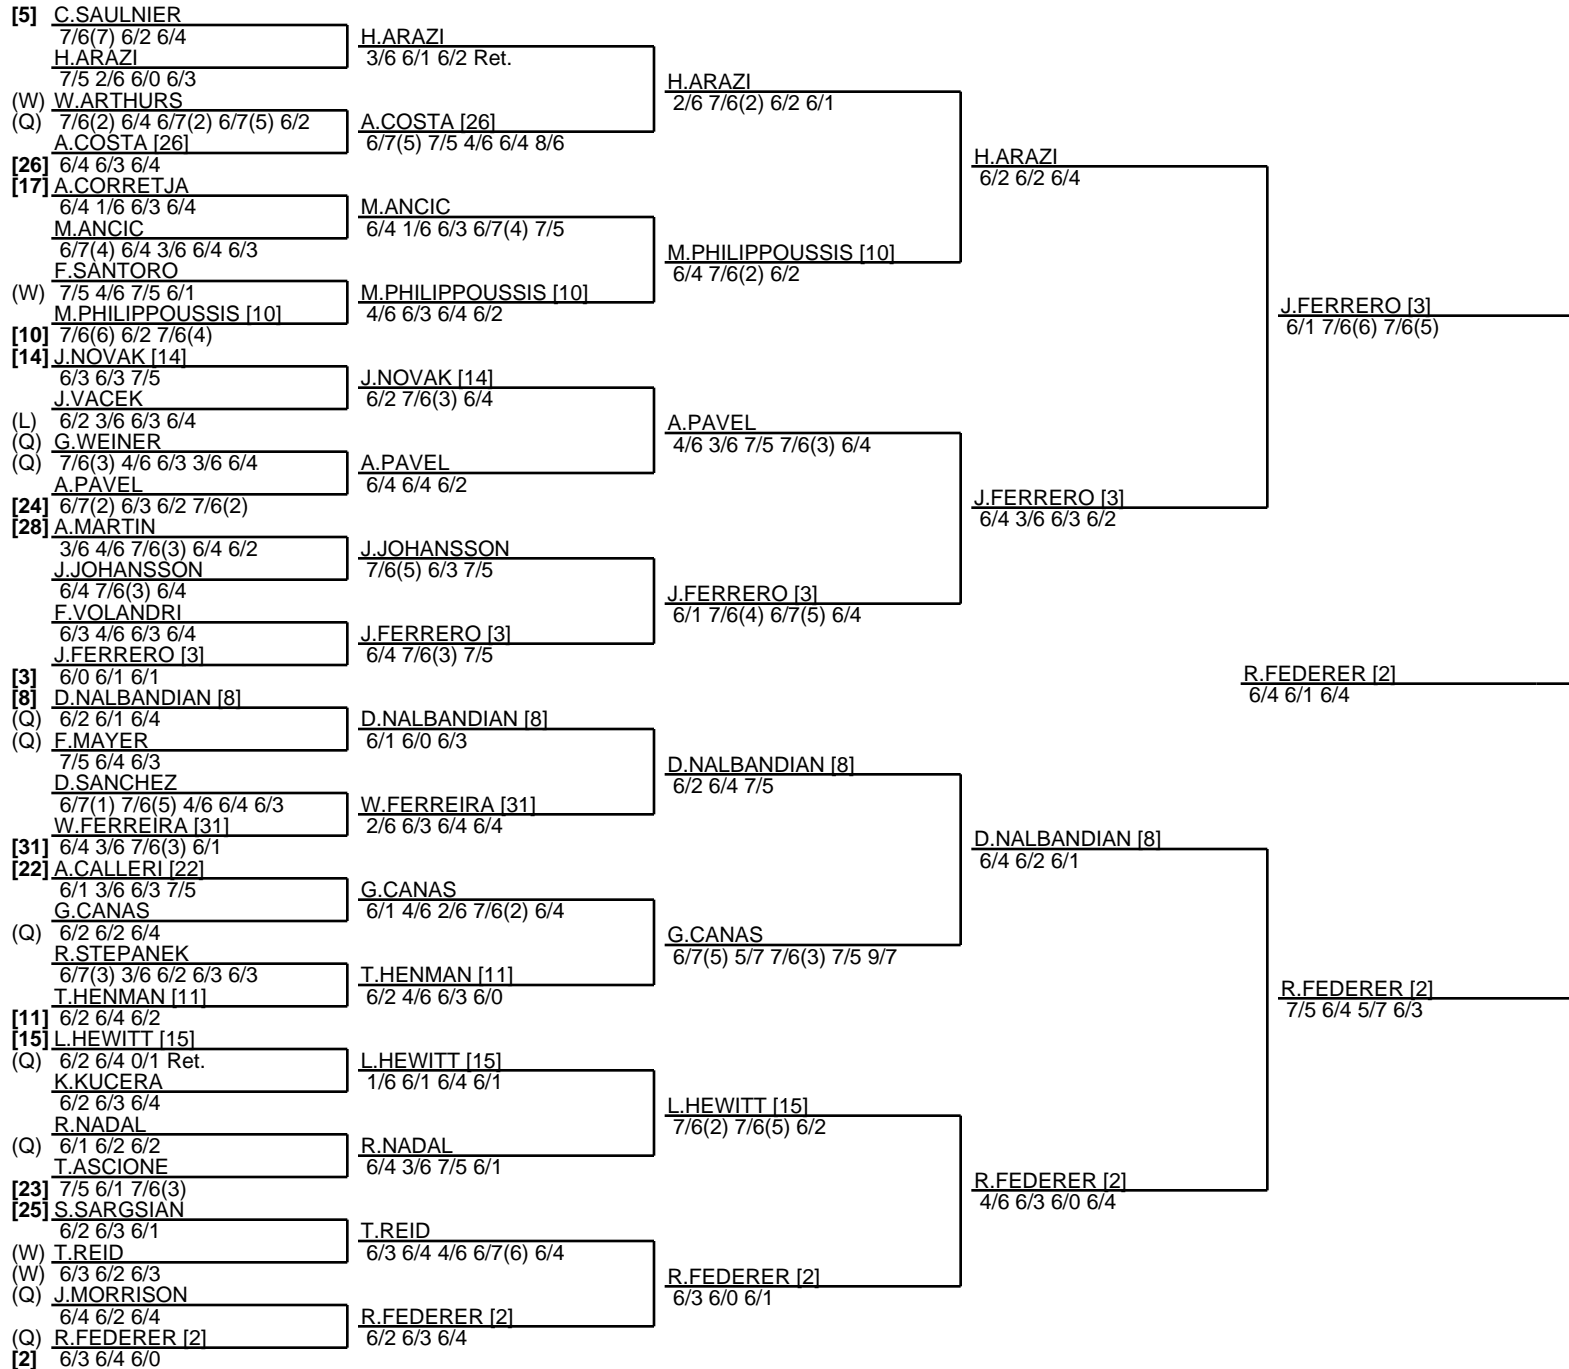 [5] C.SAULNIER
7/6(7) 6/2 6/4
H.ARAZI
7/5 2/6 6/0 6/3
(W) W.ARTHURS
(Q) 7/6(2) 6/4 6/7(2) 6/7(5) 6/2
A.COSTA [26]
[26] 6/4 6/3 6/4
[17] A.CORRETJA
6/4 1/6 6/3 6/4
M.ANCIC
6/7(4) 6/4 3/6 6/4 6/3
F.SANTORO
(W) 7/5 4/6 7/5 6/1
M.PHILIPPOUSSIS [10]
[10] 7/6(6) 6/2 7/6(4)
[14] J.NOVAK [14]
6/3 6/3 7/5
J.VACEK
(L) 6/2 3/6 6/3 6/4
(Q) G.WEINER
(Q) 7/6(3) 4/6 6/3 3/6 6/4
A.PAVEL
[24] 6/7(2) 6/3 6/2 7/6(2)
[28] A.MARTIN
3/6 4/6 7/6(3) 6/4 6/2
J.JOHANSSON
6/4 7/6(3) 6/4
F.VOLANDRI
6/3 4/6 6/3 6/4
J.FERRERO [3]
[3] 6/0 6/1 6/1
[8] D.NALBANDIAN [8]
(Q) 6/2 6/1 6/4
(Q) F.MAYER
7/5 6/4 6/3
D.SANCHEZ
6/7(1) 7/6(5) 4/6 6/4 6/3
W.FERREIRA [31]
[31] 6/4 3/6 7/6(3) 6/1
[22] A.CALLERI [22]
6/1 3/6 6/3 7/5
G.CANAS
(Q) 6/2 6/2 6/4
R.STEPANEK
6/7(3) 3/6 6/2 6/3 6/3
T.HENMAN [11]
[11] 6/2 6/4 6/2
[15] L.HEWITT [15]
(Q) 6/2 6/4 0/1 Ret.
K.KUCERA
6/2 6/3 6/4
R.NADAL
(Q) 6/1 6/2 6/2
T.ASCIONE
[23] 7/5 6/1 7/6(3)
[25] S.SARGSIAN
6/2 6/3 6/1
(W) T.REID
(W) 6/3 6/2 6/3
(Q) J.MORRISON
6/4 6/2 6/4
(Q) R.FEDERER [2]
[2] 6/3 6/4 6/0
H.ARAZI
3/6 6/1 6/2 Ret.
A.COSTA [26]
6/7(5) 7/5 4/6 6/4 8/6
M.ANCIC
6/4 1/6 6/3 6/7(4) 7/5
M.PHILIPPOUSSIS [10]
4/6 6/3 6/4 6/2
J.NOVAK [14]
6/2 7/6(3) 6/4
A.PAVEL
6/4 6/4 6/2
J.JOHANSSON
7/6(5) 6/3 7/5
J.FERRERO [3]
6/4 7/6(3) 7/5
D.NALBANDIAN [8]
6/1 6/0 6/3
W.FERREIRA [31]
2/6 6/3 6/4 6/4
G.CANAS
6/1 4/6 2/6 7/6(2) 6/4
T.HENMAN [11]
6/2 4/6 6/3 6/0
L.HEWITT [15]
1/6 6/1 6/4 6/1
R.NADAL
6/4 3/6 7/5 6/1
T.REID
6/3 6/4 4/6 6/7(6) 6/4
R.FEDERER [2]
6/2 6/3 6/4
H.ARAZI
2/6 7/6(2) 6/2 6/1
M.PHILIPPOUSSIS [10]
6/4 7/6(2) 6/2
A.PAVEL
4/6 3/6 7/5 7/6(3) 6/4
J.FERRERO [3]
6/1 7/6(4) 6/7(5) 6/4
D.NALBANDIAN [8]
6/2 6/4 7/5
G.CANAS
6/7(5) 5/7 7/6(3) 7/5 9/7
L.HEWITT [15]
7/6(2) 7/6(5) 6/2
R.FEDERER [2]
6/3 6/0 6/1
H.ARAZI
6/2 6/2 6/4
J.FERRERO [3]
6/4 3/6 6/3 6/2
D.NALBANDIAN [8]
6/4 6/2 6/1
R.FEDERER [2]
4/6 6/3 6/0 6/4
J.FERRERO [3]
6/1 7/6(6) 7/6(5)
R.FEDERER [2]
7/5 6/4 5/7 6/3
R.FEDERER [2]
6/4 6/1 6/4